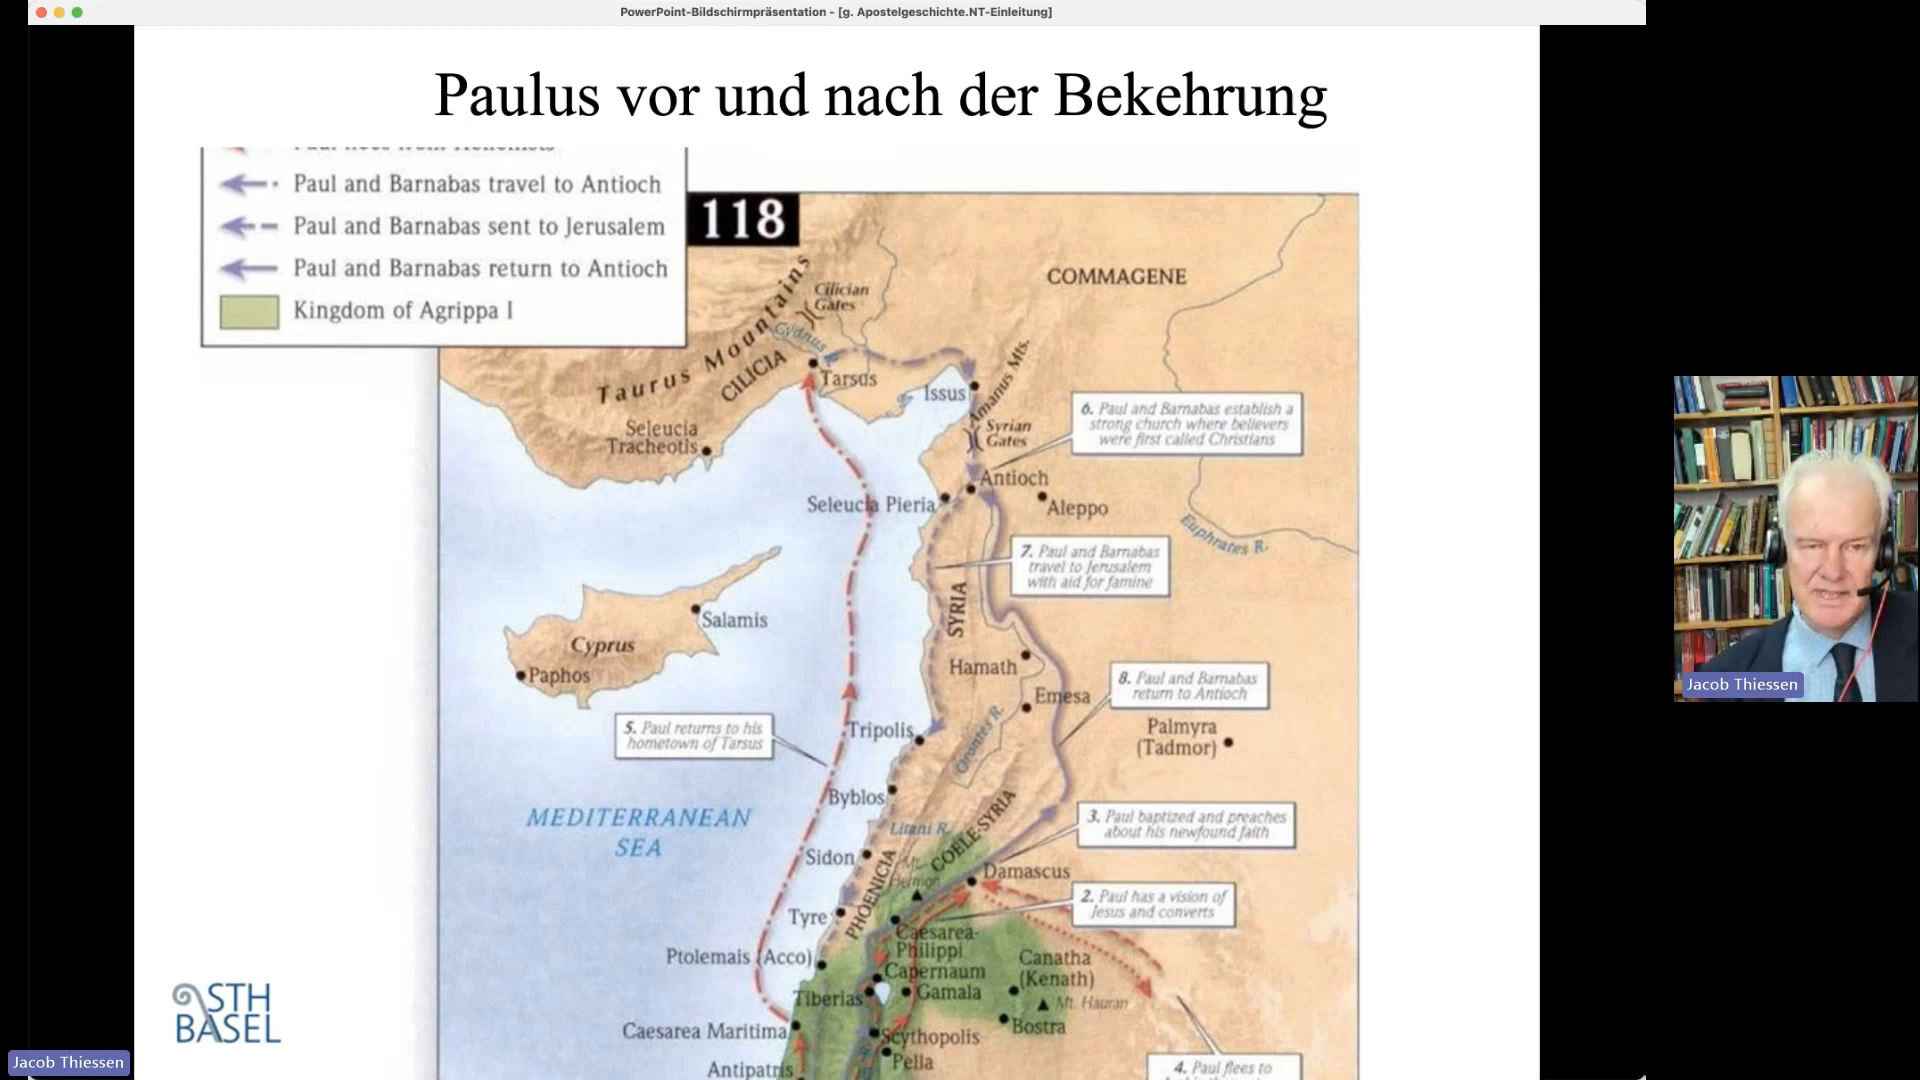 PowerPoint-Bildschirmpräsentation - [g. Apostelgeschichte.NT-Einleitung]
Paulus vor und nach der Bekehrung
Paul and Barnabas travel to Antioch
Paul and Barnabas sent to Jerusalem
Paul and Barnabas return to Antioch
Kingdom of Agrippa I
118
COMMAGENE
Taurus Mountains
Cilician
Gates
Cydnus
CILICIA
Tarsus
Issus
Amanus Mts.
Syrian
Gates
Seleucia
Tracheotis
6. Paul and Barnabas establish a
strong church where believers
were first called Christians
Antioch
Seleucia Pieria
Aleppo
Euphrates R.
7. Paul and Barnabas
travel to Jerusalem
with aid for famine
SYRIA
Salamis
Cyprus
Paphos
Hamath
Emesa
8. Paul and Barnabas
return to Antioch
Palmyra
(Tadmor)
5. Paul returns to his
hometown of Tarsus
Tripolis
Orontes R.
Byblos
MEDITERRANEAN
SEA
Litani R.
COELE-SYRIA
3. Paul baptized and preaches
about his newfound faith
Sidon
PHOENICIA
Mt.
Hermon
Damascus
2. Paul has a vision of
Jesus and converts
Tyre
Caesarea-
Philippi
Ptolemais (Acco)
Capernaum
Canatha
(Kenath)
Tiberias
Gamala
Mt. Hauran
Bostra
Caesarea Maritima
Scythopolis
Pella
Antipatris
4. Paul flees to
STH
BASEL
Jacob Thiessen
Jacob Thiessen